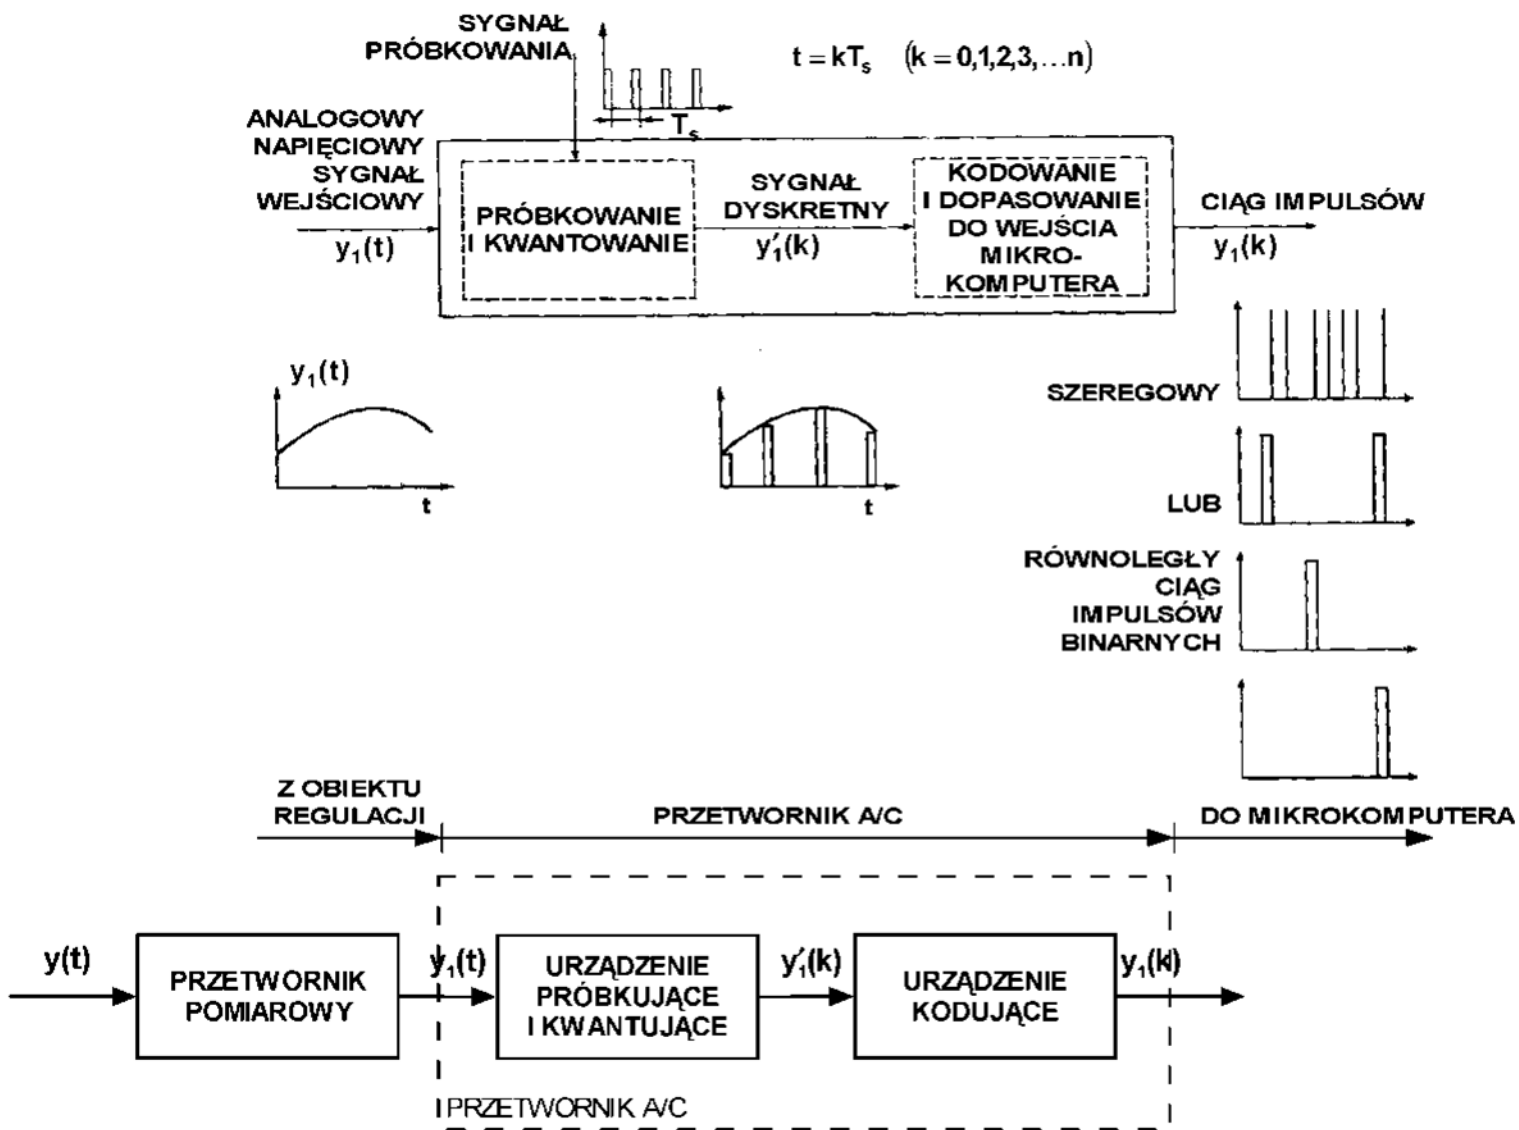 SYGNAŁ
PRÓBKOWANIA
t = kTₛ (k = 0,1,2,3,...n)
Tₛ
ANALOGOWY
NAPIĘCIOWY
SYGNAŁ
WEJŚCIOWY
y₁(t)
PRÓBKOWANIE
I KWANTOWANIE
SYGNAŁ
DYSKRETNY
y₁′(k)
KODOWANIE
I DOPASOWANIE
DO WEJŚCIA
MIKRO-
KOMPUTERA
CIĄG IMPULSÓW
y₁(k)
y₁(t)
t
t
SZEREGOWY
LUB
RÓWNOLEGŁY
CIĄG
IMPULSÓW
BINARNYCH
Z OBIEKTU
REGULACJI
PRZETWORNIK A/C
DO MIKROKOMPUTERA
y(t)
PRZETWORNIK
POMIAROWY
y₁(t)
URZĄDZENIE
PRÓBKUJĄCE
I KWANTUJĄCE
y₁′(k)
URZĄDZENIE
KODUJĄCE
y₁(k)
PRZETWORNIK A/C